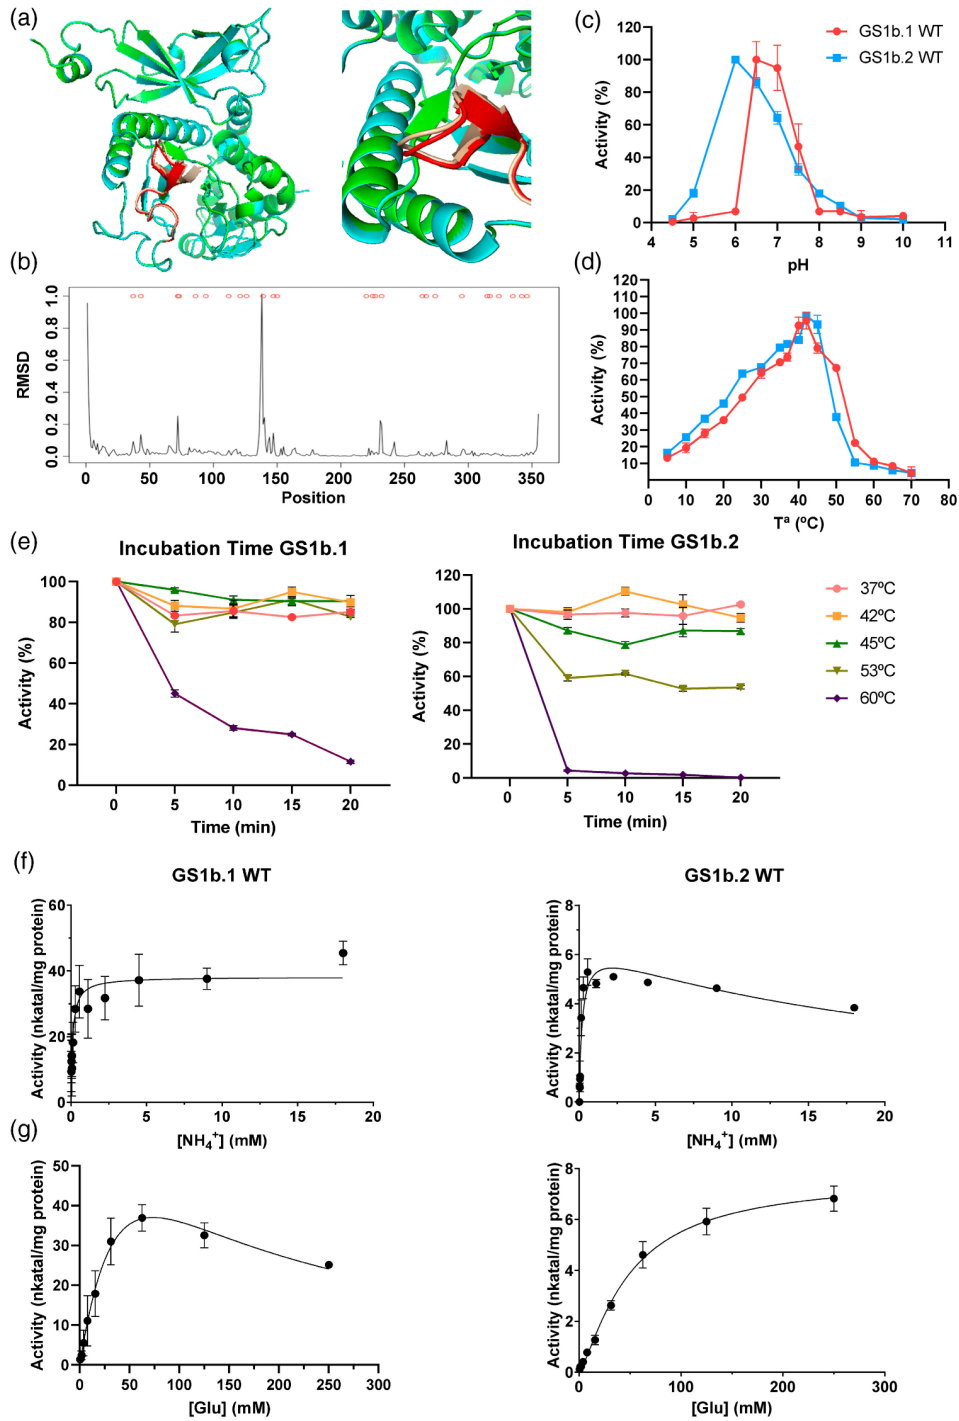 (a)
(c)
GS1b.1 WT
GS1b.2 WT
Activity (%)
120
100
80
60
40
20
0
4 5 6 7 8 9 10 11
pH
(b)
RMSD
1.0
0.8
0.6
0.4
0.2
0.0
0 50 100 150 200 250 300 350
Position
(d)
Activity (%)
120
110
100
90
80
70
60
50
40
30
20
10
0 10 20 30 40 50 60 70 80
Tª (ºC)
(e)
Incubation Time GS1b.1
Activity (%)
100
80
60
40
20
0
0 5 10 15 20
Time (min)
Incubation Time GS1b.2
Activity (%)
120
100
80
60
40
20
0
0 5 10 15 20
Time (min)
37ºC
42ºC
45ºC
53ºC
60ºC
(f)
GS1b.1 WT
Activity (nkatal/mg protein)
60
40
20
0
0 5 10 15 20
[NH4+] (mM)
GS1b.2 WT
Activity (nkatal/mg protein)
8
6
4
2
0
0 5 10 15 20
[NH4+] (mM)
(g)
Activity (nkatal/mg protein)
50
40
30
20
10
0
0 50 100 150 200 250 300
[Glu] (mM)
Activity (nkatal/mg protein)
8
6
4
2
0
0 100 200 300
[Glu] (mM)